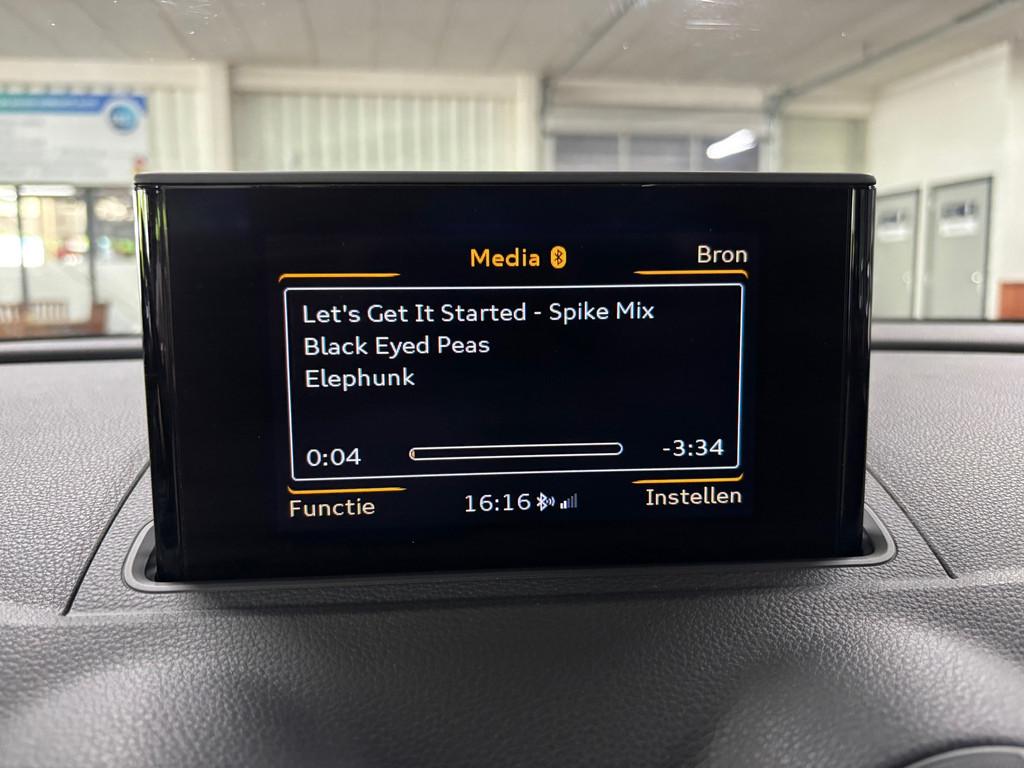 Media
Bron
Let's Get It Started - Spike Mix
Black Eyed Peas
Elephunk
0:04
-3:34
Functie
16:16
Instellen